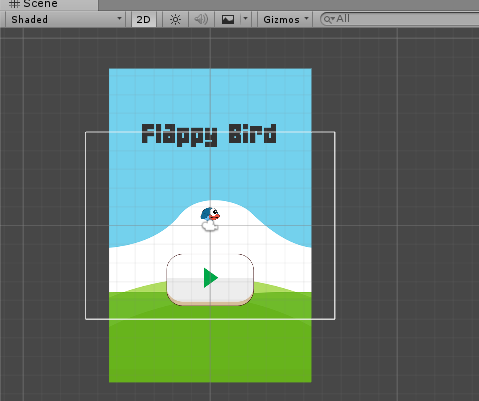 Scene
Shaded
2D
Gizmos
All
Flappy Bird